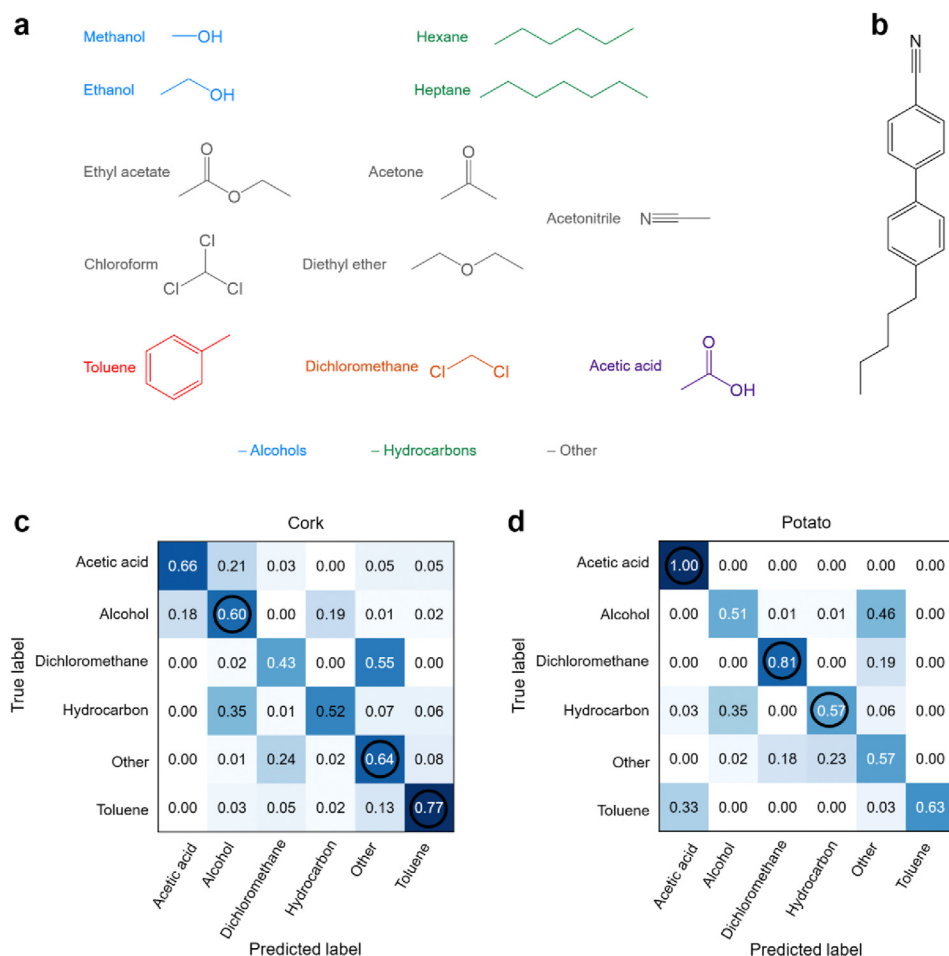 a
b
Methanol
OH
Hexane
Ethanol
OH
Heptane
Ethyl acetate
O
O
Acetone
O
Acetonitrile
N
Chloroform
Cl
Cl
Cl
Diethyl ether
O
Toluene
Dichloromethane
Cl
Cl
Acetic acid
O
OH
N
– Alcohols – Hydrocarbons – Other
c
Cork
True label
Acetic acid 0.66 0.21 0.03 0.00 0.05 0.05
Alcohol 0.18 0.60 0.00 0.19 0.01 0.02
Dichloromethane 0.00 0.02 0.43 0.00 0.55 0.00
Hydrocarbon 0.00 0.35 0.01 0.52 0.07 0.06
Other 0.00 0.01 0.24 0.02 0.64 0.08
Toluene 0.00 0.03 0.05 0.02 0.13 0.77
Acetic acid
Alcohol
Dichloromethane
Hydrocarbon
Other
Toluene
Predicted label
d
Potato
True label
Acetic acid 1.00 0.00 0.00 0.00 0.00 0.00
Alcohol 0.00 0.51 0.01 0.01 0.46 0.00
Dichloromethane 0.00 0.00 0.81 0.00 0.19 0.00
Hydrocarbon 0.03 0.35 0.00 0.57 0.06 0.00
Other 0.00 0.02 0.18 0.23 0.57 0.00
Toluene 0.33 0.00 0.00 0.00 0.03 0.63
Acetic acid
Alcohol
Dichloromethane
Hydrocarbon
Other
Toluene
Predicted label